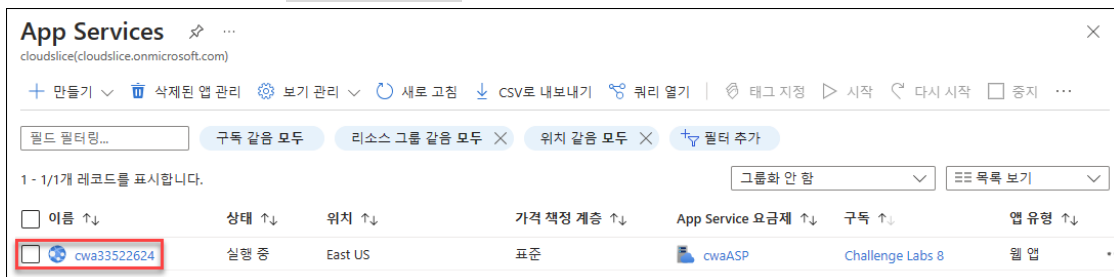 App Services
cloudslice(cloudslice.onmicrosoft.com)
만들기 삭제된 앱 관리 보기 관리 새로 고침 CSV로 내보내기 쿼리 열기 태그 지정 시작 다시 시작 중지 ...
필드 필터링... 구독 같음 모두 리소스 그룹 같음 모두 위치 같음 모두 필터 추가
1 - 1/1개 레코드를 표시합니다. 그룹화 안 함 목록 보기
이름 상태 위치 가격 책정 계층 App Service 요금제 구독 앱 유형
cwa33522624 실행 중 East US 표준 cwaASP Challenge Labs 8 웹 앱